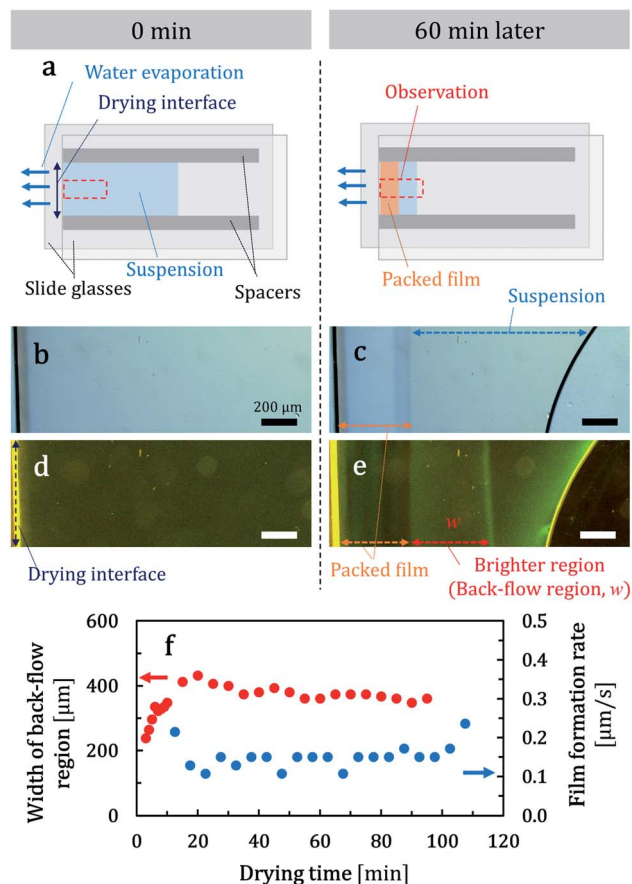 0 min
60 min later
a
Water evaporation
Drying interface
Observation
Suspension
Slide glasses
Spacers
Packed film
Suspension
b
200 μm
c
d
e
w
Drying interface
Packed film
Brighter region
(Back-flow region, w)
f
Width of back-flow
region [μm]
600
400
200
0
0.5
0.4
0.3
0.2
0.1
0.0
Film formation rate
[μm/s]
0 20 40 60 80 100 120
Drying time [min]